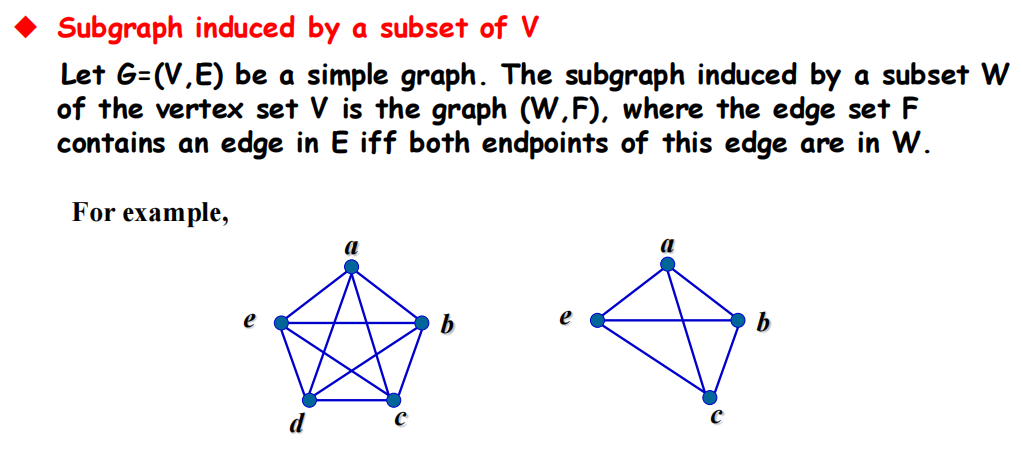 Subgraph induced by a subset of V
Let G=(V,E) be a simple graph. The subgraph induced by a subset W
of the vertex set V is the graph (W,F), where the edge set F
contains an edge in E iff both endpoints of this edge are in W.
For example,
a
e
b
d
c
a
e
b
c